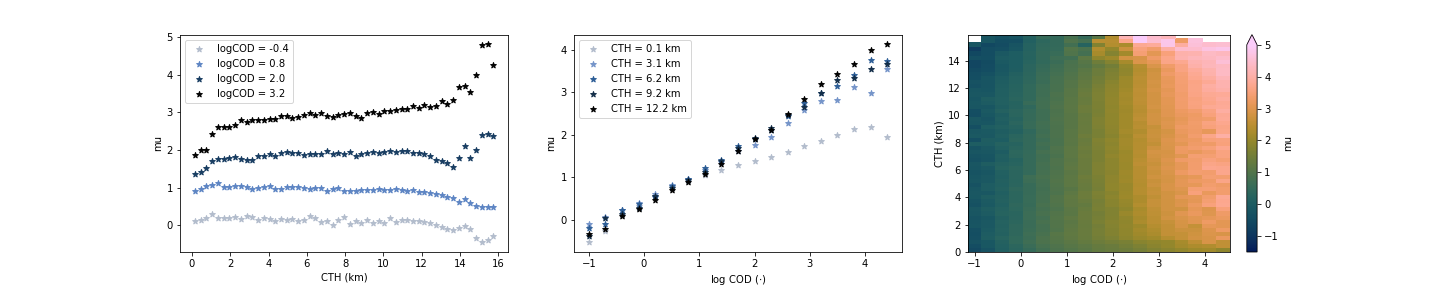 5
4
3
2
1
0
mu
0 2 4 6 8 10 12 14 16
CTH (km)
logCOD = -0.4
logCOD = 0.8
logCOD = 2.0
logCOD = 3.2
4
3
2
1
0
mu
−1 0 1 2 3 4
log COD (·)
CTH = 0.1 km
CTH = 3.1 km
CTH = 6.2 km
CTH = 9.2 km
CTH = 12.2 km
14
12
10
8
6
4
2
0
CTH (km)
−1 0 1 2 3 4
log COD (·)
5
4
3
2
1
0
−1
mu